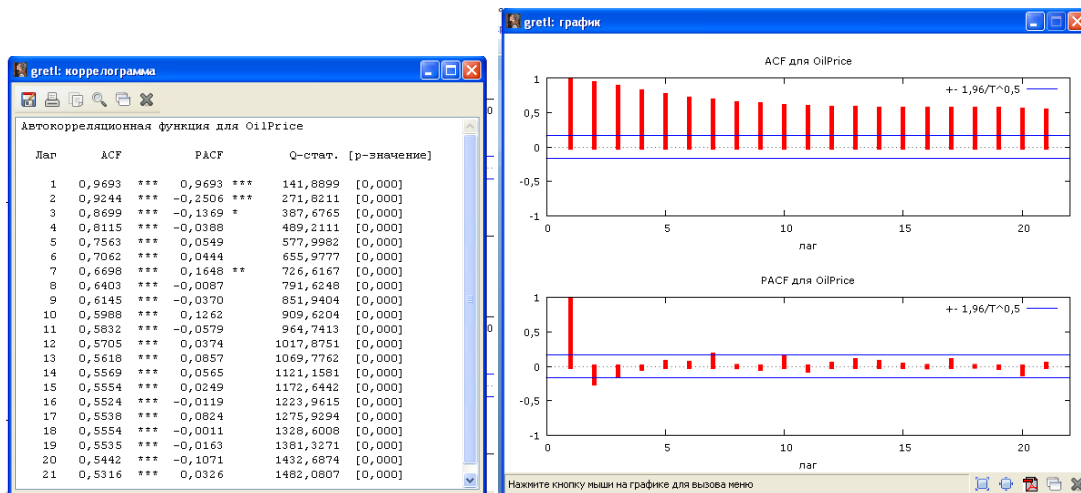 gretl: коррелограмма
Автокорреляционная функция для OilPrice
Лаг ACF PACF Q-стат. [p-значение]
1 0,9693 *** 0,9693 *** 141,8899 [0,000]
2 0,9244 *** -0,2506 *** 271,8211 [0,000]
3 0,8699 *** -0,1369 * 387,6765 [0,000]
4 0,8115 *** -0,0388 489,2111 [0,000]
5 0,7563 *** 0,0549 577,9982 [0,000]
6 0,7062 *** 0,0444 655,9777 [0,000]
7 0,6698 *** 0,1648 ** 726,6167 [0,000]
8 0,6403 *** -0,0087 791,6248 [0,000]
9 0,6145 *** -0,0370 851,9404 [0,000]
10 0,5988 *** 0,1262 909,6204 [0,000]
11 0,5832 *** -0,0579 964,7413 [0,000]
12 0,5705 *** 0,0374 1017,8751 [0,000]
13 0,5618 *** 0,0857 1069,7762 [0,000]
14 0,5569 *** 0,0565 1121,1581 [0,000]
15 0,5554 *** 0,0249 1172,6442 [0,000]
16 0,5524 *** -0,0119 1223,9615 [0,000]
17 0,5538 *** 0,0824 1275,9294 [0,000]
18 0,5554 *** -0,0011 1328,6008 [0,000]
19 0,5535 *** -0,0163 1381,3271 [0,000]
20 0,5442 *** -0,1071 1432,6874 [0,000]
21 0,5316 *** 0,0326 1482,0807 [0,000]
gretl: график
ACF для OilPrice
+- 1,96/T^0,5
1
0,5
0
-0,5
-1
0 5 10 15 20
лаг
PACF для OilPrice
+- 1,96/T^0,5
1
0,5
0
-0,5
-1
0 5 10 15 20
лаг
Нажмите кнопку мыши на графике для вызова меню